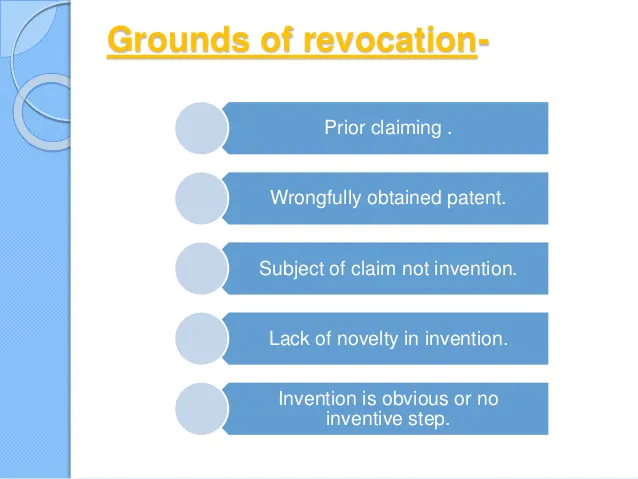 Grounds of revocation-
Prior claiming .
Wrongfully obtained patent.
Subject of claim not invention.
Lack of novelty in invention.
Invention is obvious or no
inventive step.